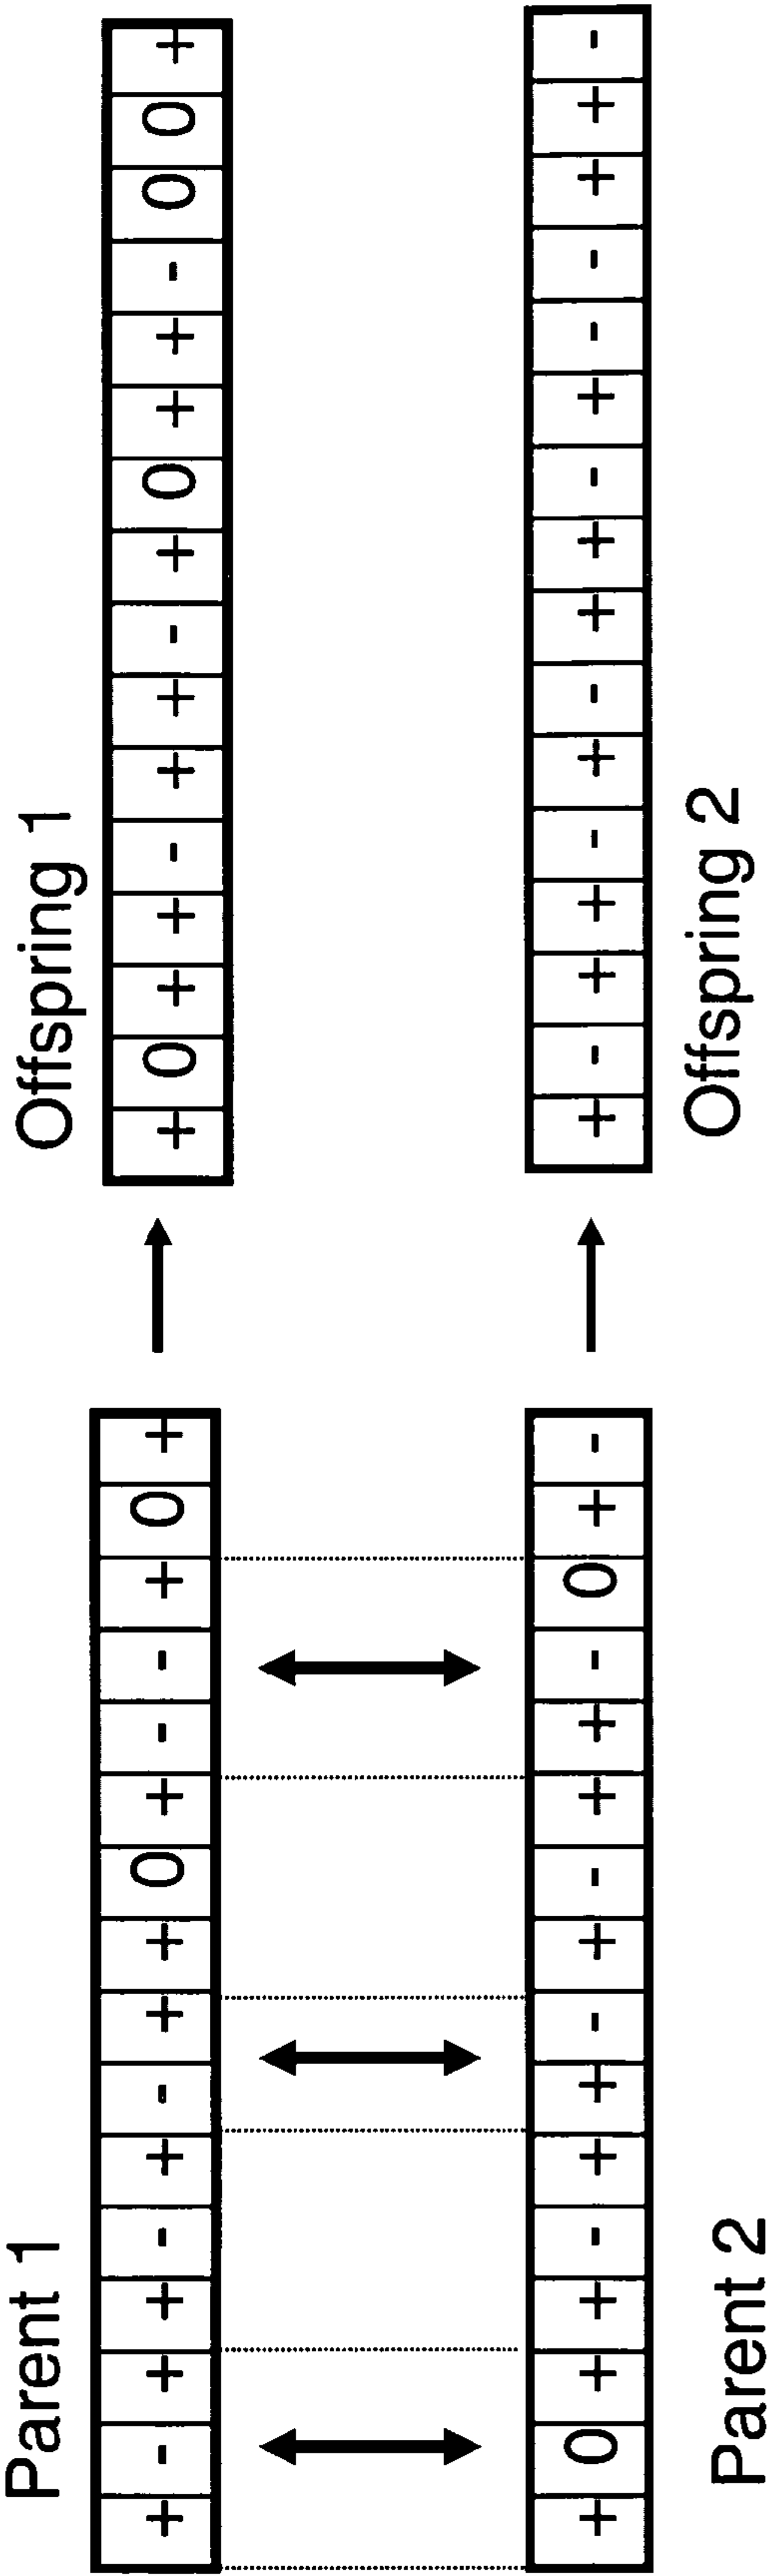 Parent 1
+ - + + - + - + + 0 + - - + 0 +
Offspring 1
+ 0 + + - + + - + 0 + + - 0 0 +
+ 0 + + - + + - + - + + - 0 + -
Parent 2
+ - + + - + - + + - + - - + + -
Offspring 2